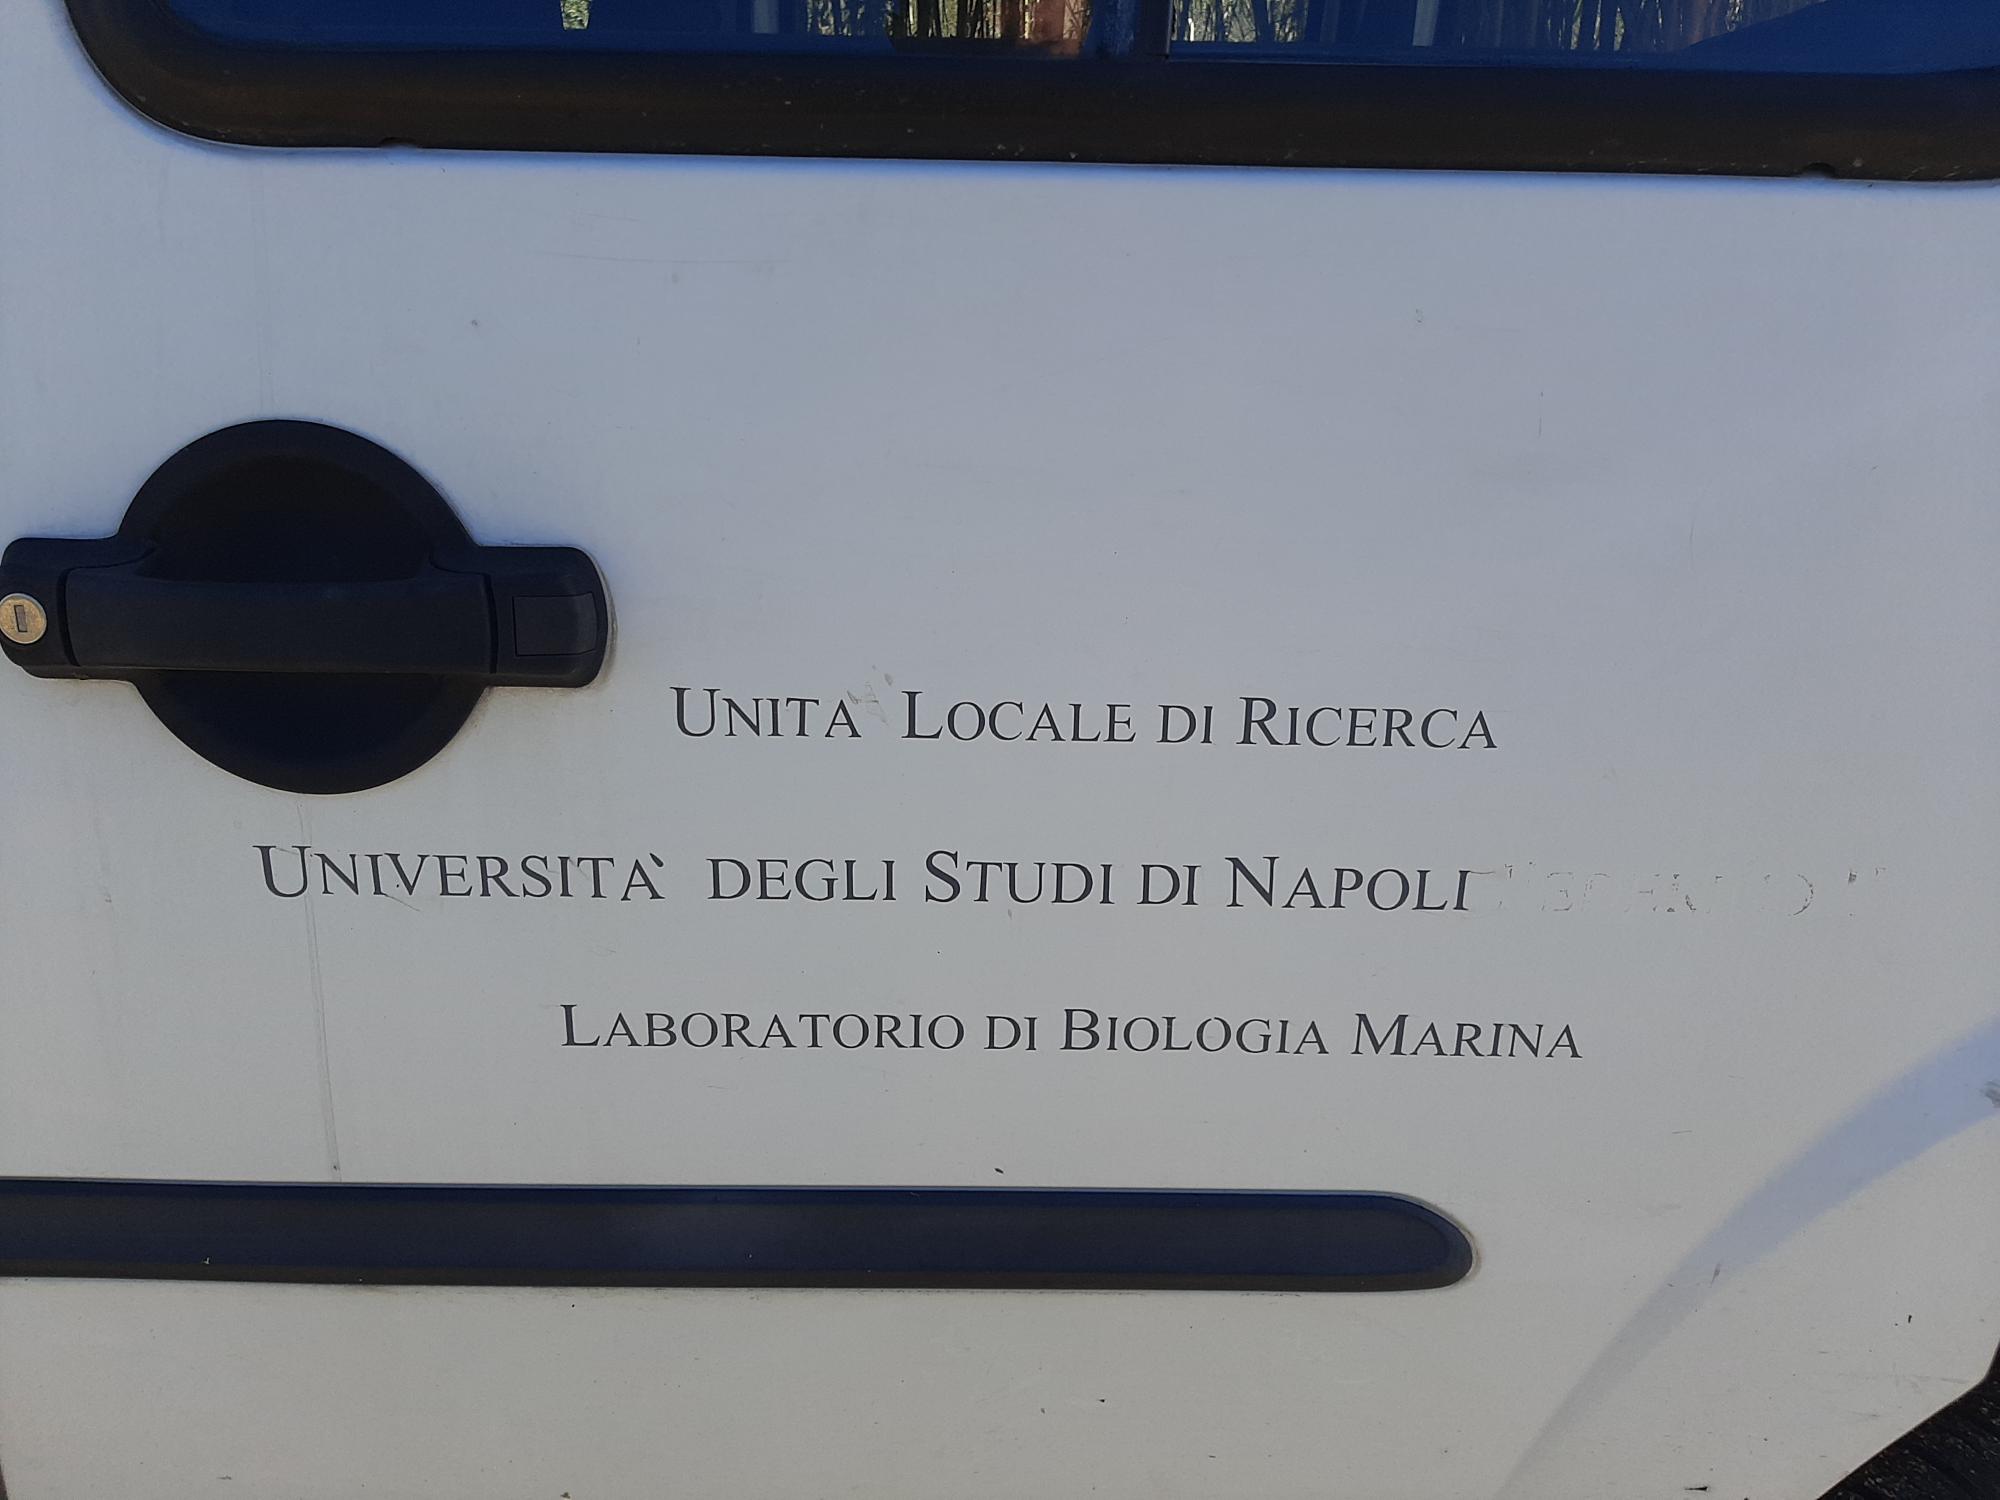 UNITA LOCALE DI RICERCA
UNIVERSITA` DEGLI STUDI DI NAPOLI
LABORATORIO DI BIOLOGIA MARINA